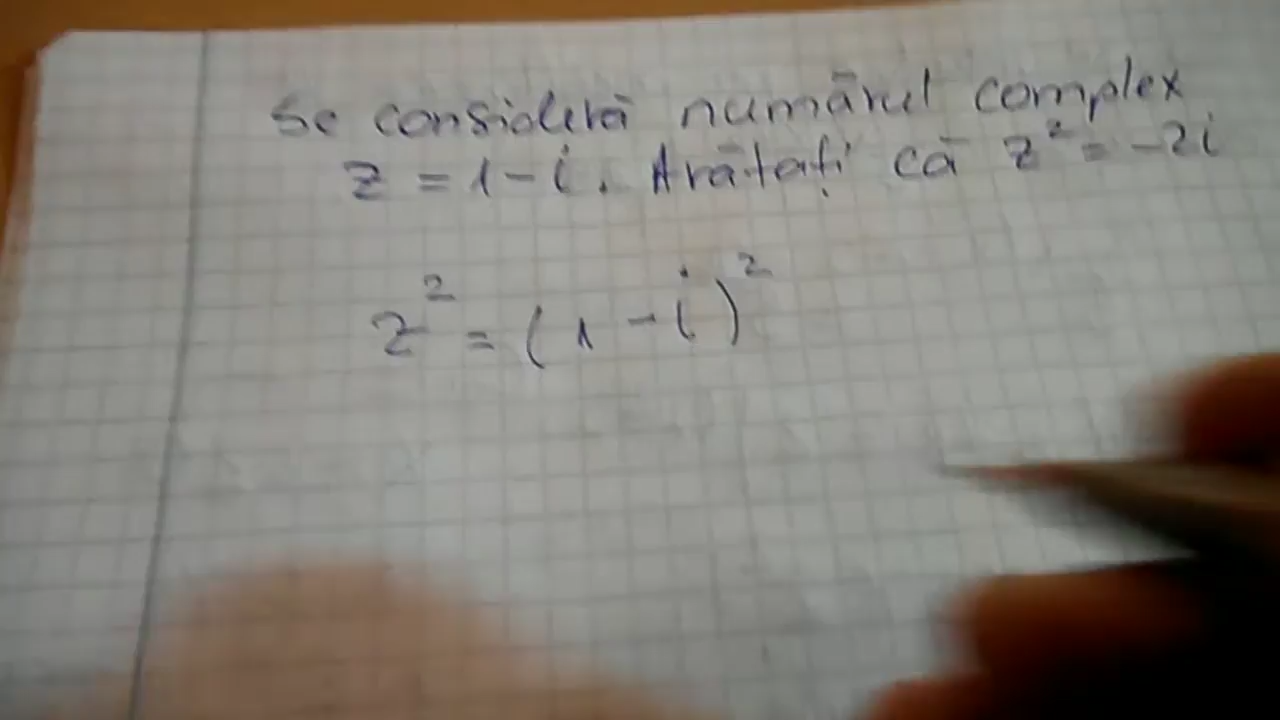 Se consideră numărul complex
z = 1 - i. Arătați că z² = -2i
z² = (1 - i)²